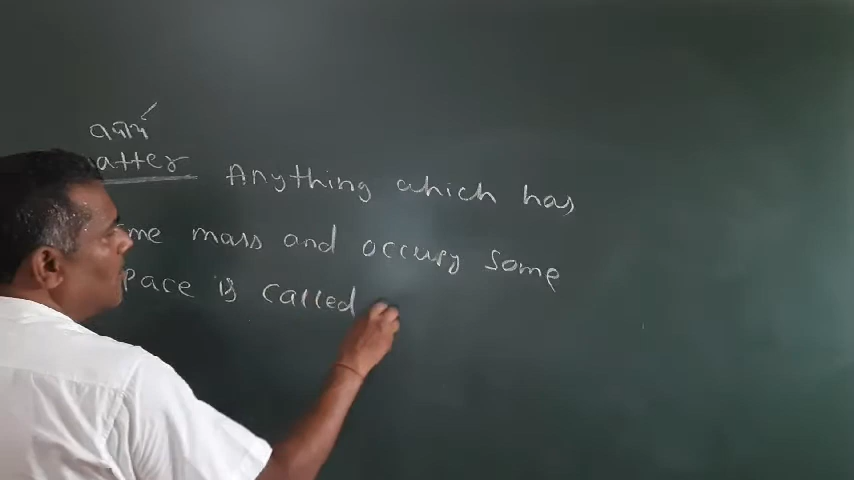 atter Anything which has
me mass and occupy some
pace is called